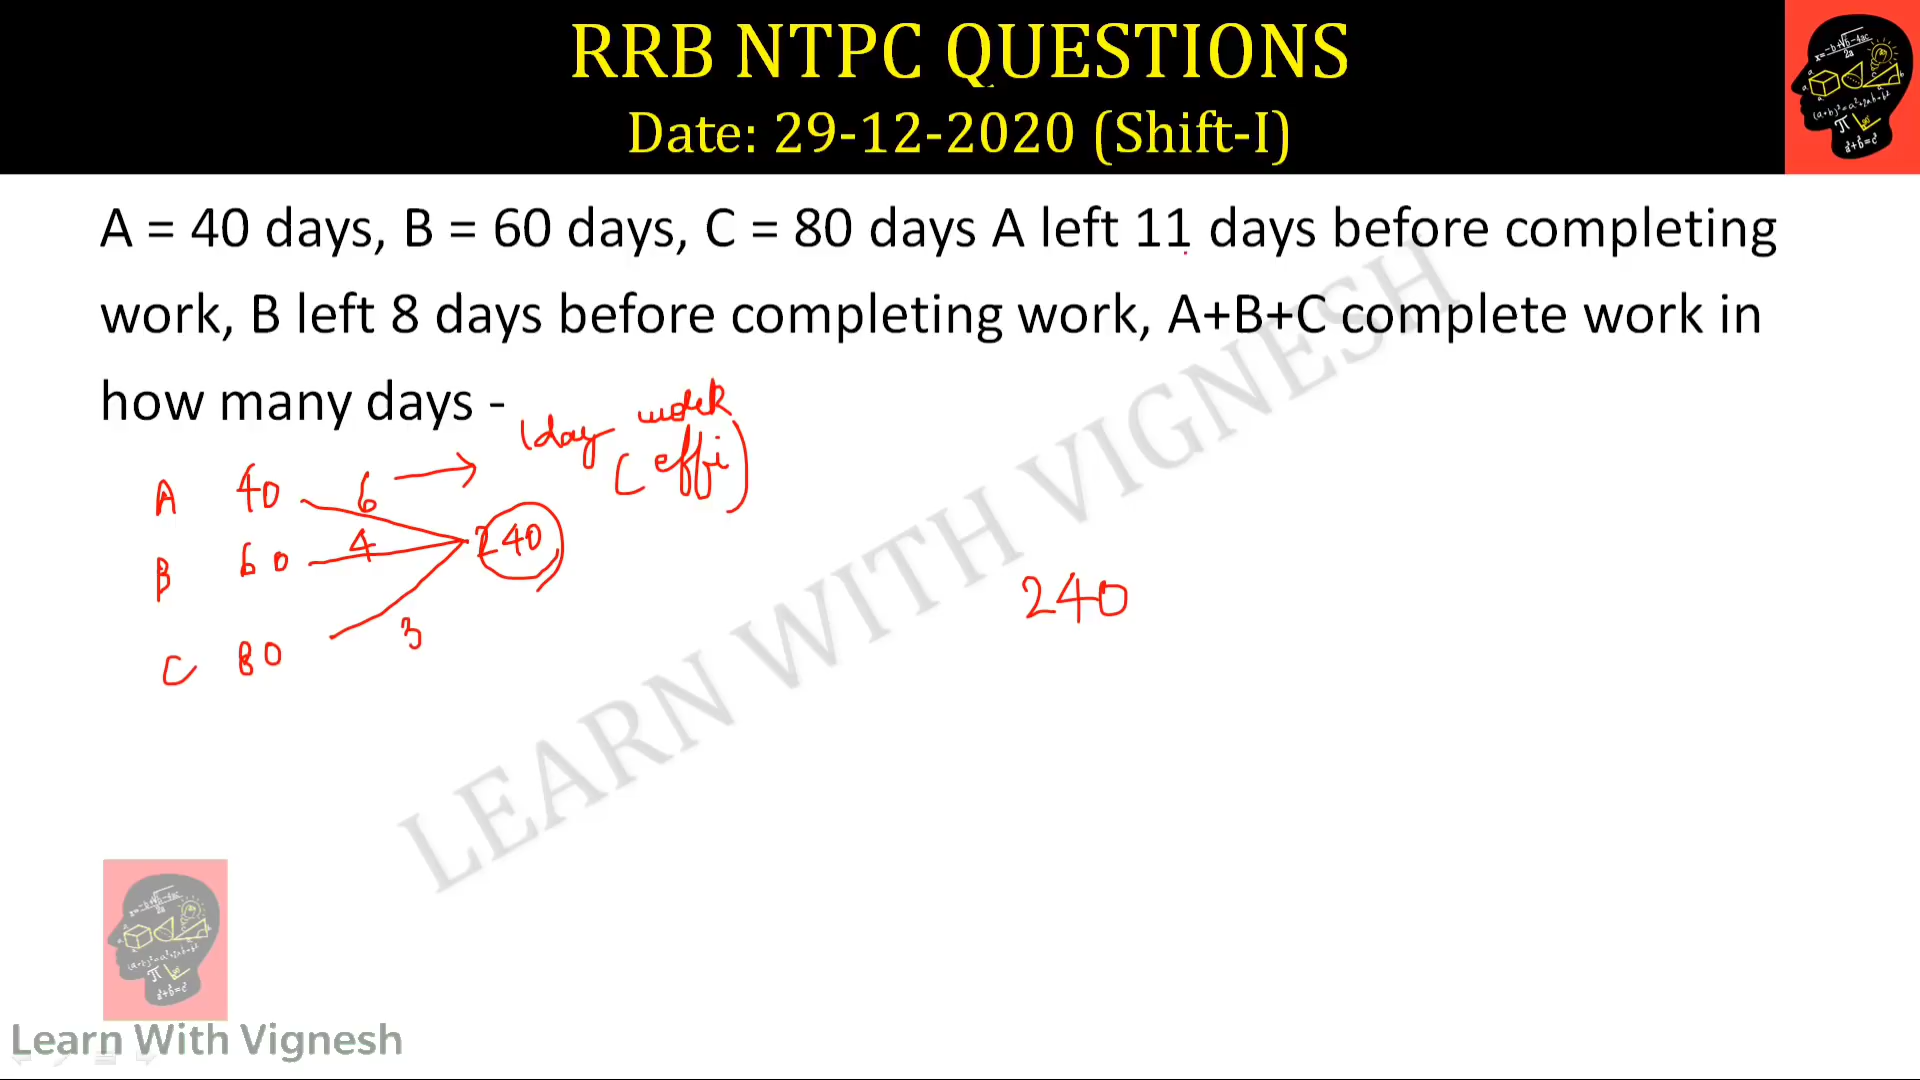 RRB NTPC QUESTIONS
Date: 29-12-2020 (Shift-I)
A = 40 days, B = 60 days, C = 80 days A left 11 days before completing
work, B left 8 days before completing work, A+B+C complete work in
how many days -
1day work
(effi)
A 40 6
240
B 60 4
240
C 80 3
LEARN WITH VIGNESH
Learn With Vignesh